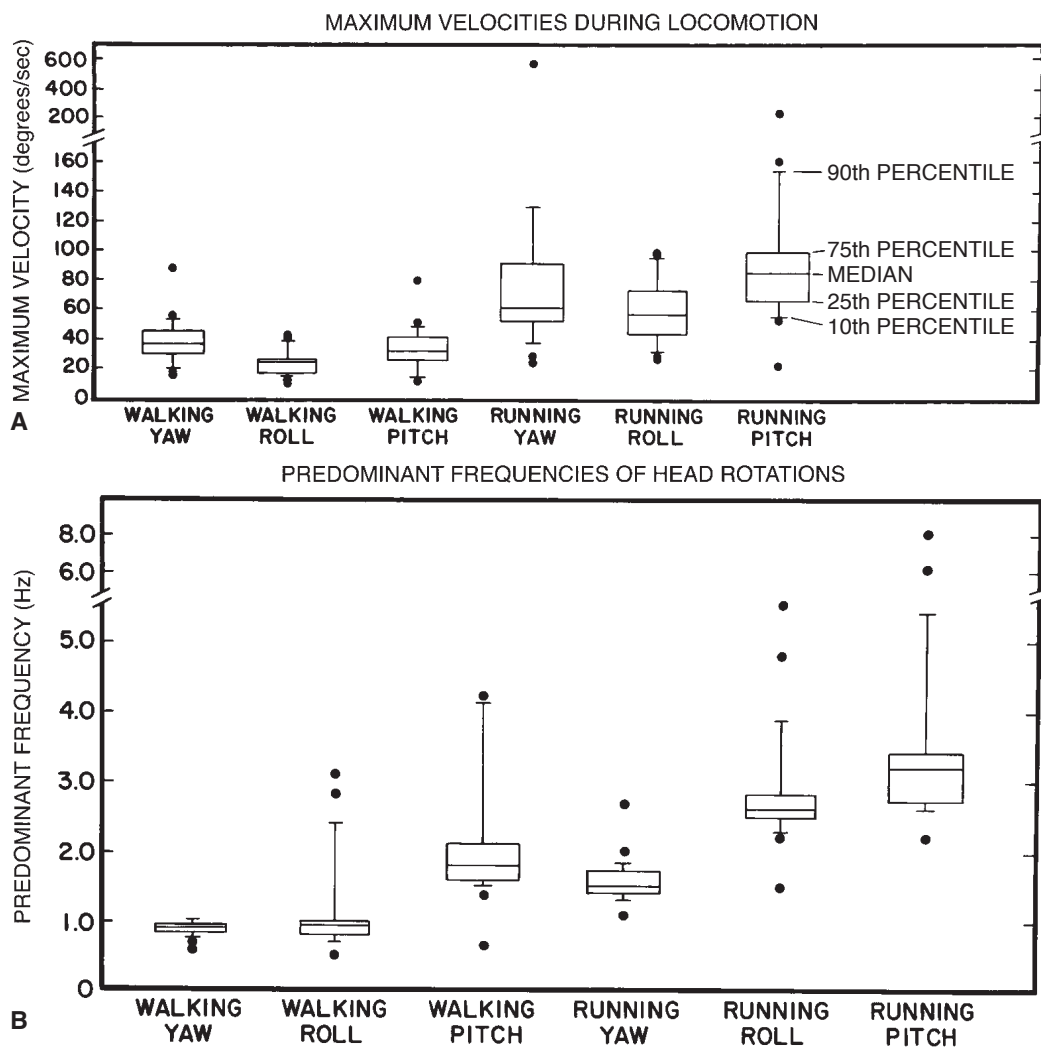 MAXIMUM VELOCITIES DURING LOCOMOTION
MAXIMUM VELOCITY (degrees/sec)
600
400
200
160
140
120
100
80
60
40
20
0
90th PERCENTILE
75th PERCENTILE
MEDIAN
25th PERCENTILE
10th PERCENTILE
WALKING YAW
WALKING ROLL
WALKING PITCH
RUNNING YAW
RUNNING ROLL
RUNNING PITCH
A
PREDOMINANT FREQUENCIES OF HEAD ROTATIONS
PREDOMINANT FREQUENCY (Hz)
8.0
6.0
5.0
4.0
3.0
2.0
1.0
0
WALKING YAW
WALKING ROLL
WALKING PITCH
RUNNING YAW
RUNNING ROLL
RUNNING PITCH
B